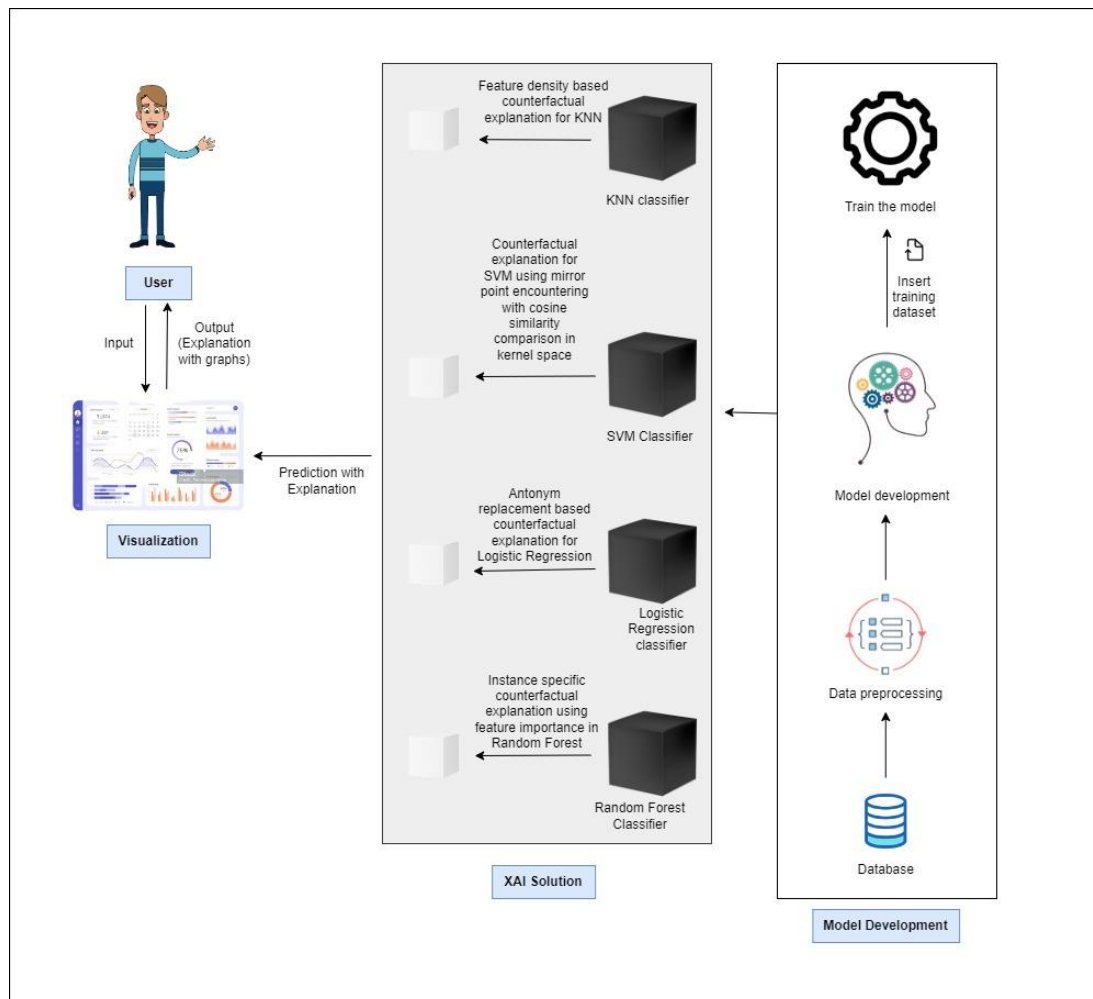 User
Input
Output
(Explanation
with graphs)
Visualization
Prediction with
Explanation
Feature density based
counterfactual
explanation for KNN
KNN classifier
Counterfactual
explanation for
SVM using mirror
point encountering
with cosine
similarity
comparison in
kernel space
SVM Classifier
Antonym
replacement based
counterfactual
explanation for
Logistic Regression
Logistic
Regression
classifier
Instance specific
counterfactual
explanation using
feature importance in
Random Forest
Random Forest
Classifier
XAI Solution
Train the model
Insert
training
dataset
Model development
Data preprocessing
Database
Model Development